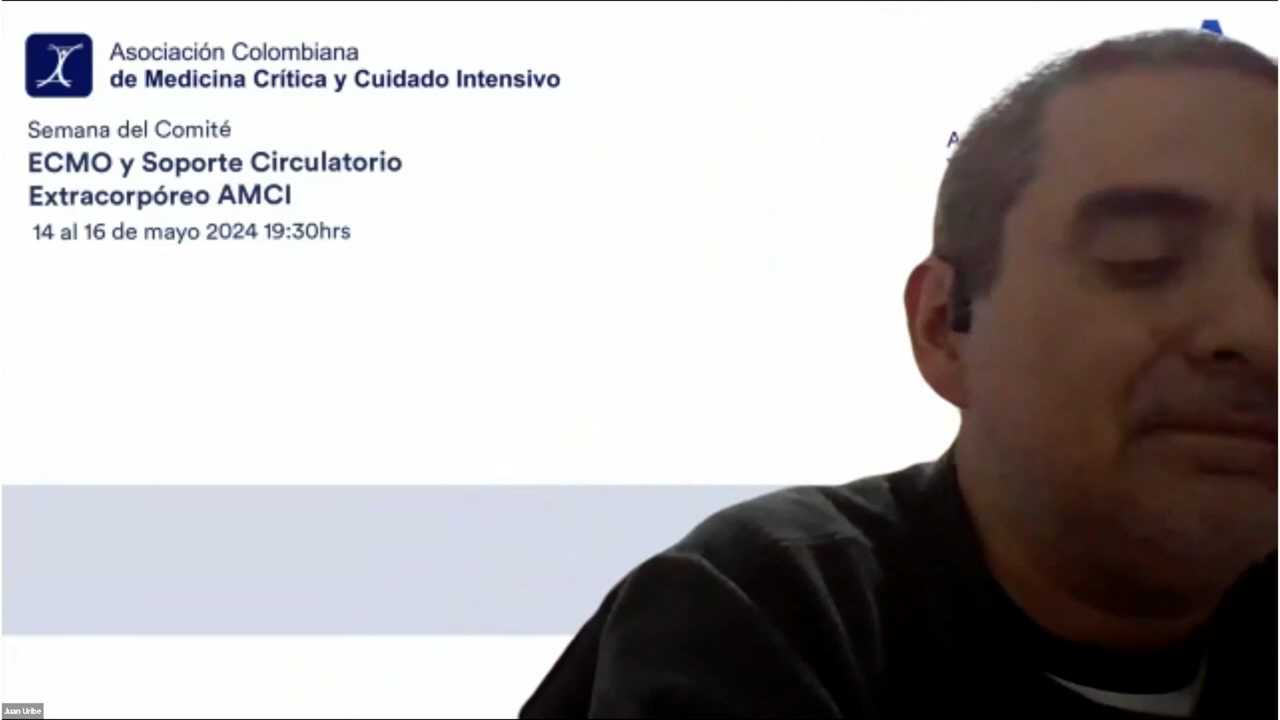 Asociación Colombiana
de Medicina Crítica y Cuidado Intensivo
Semana del Comité
ECMO y Soporte Circulatorio
Extracorpóreo AMCI
14 al 16 de mayo 2024 19:30hrs
Juan Uribe